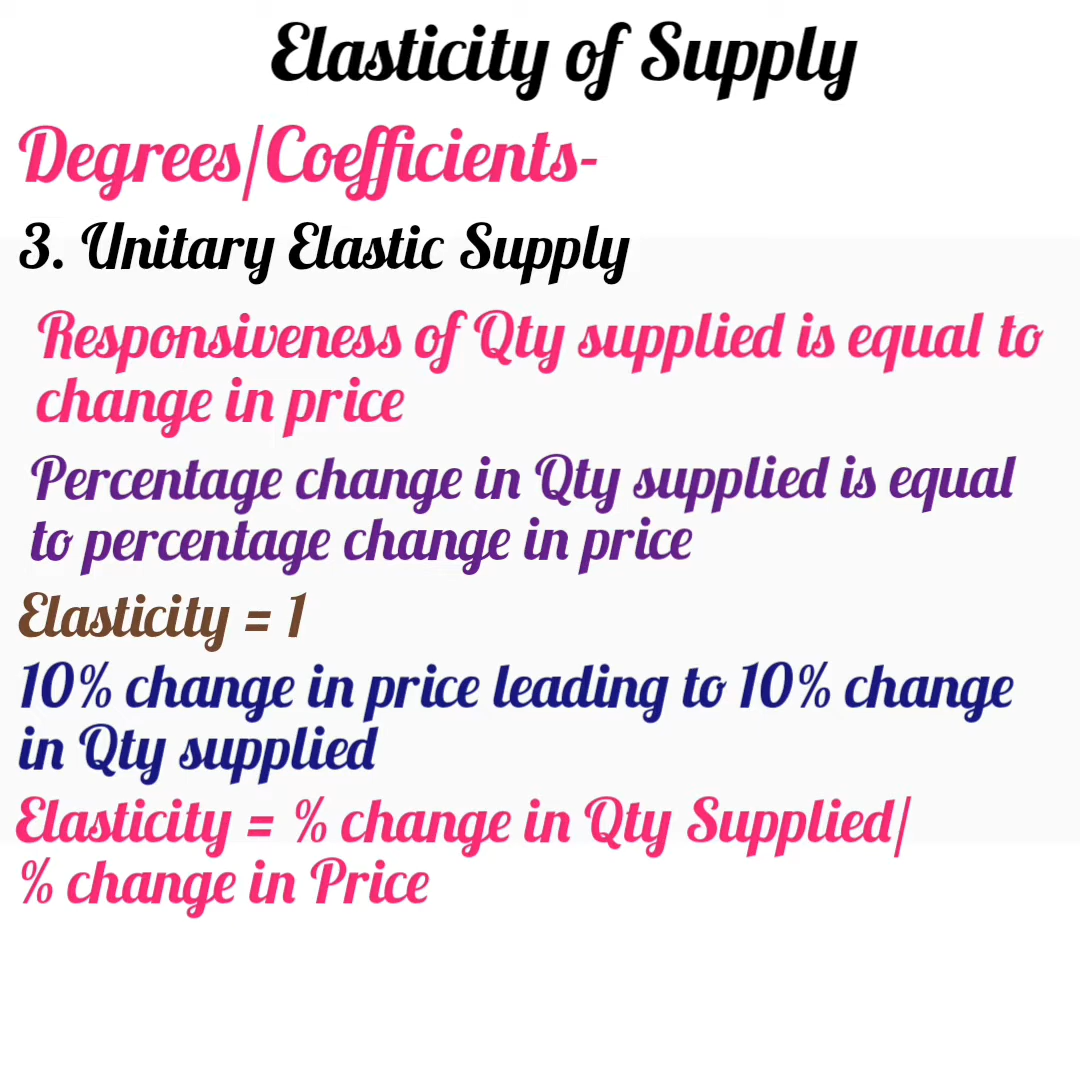 Elasticity of Supply
Degrees/Coefficients-
3. Unitary Elastic Supply
Responsiveness of Qty supplied is equal to
change in price
Percentage change in Qty supplied is equal
to percentage change in price
Elasticity = 1
10% change in price leading to 10% change
in Qty supplied
Elasticity = % change in Qty Supplied/
% change in Price